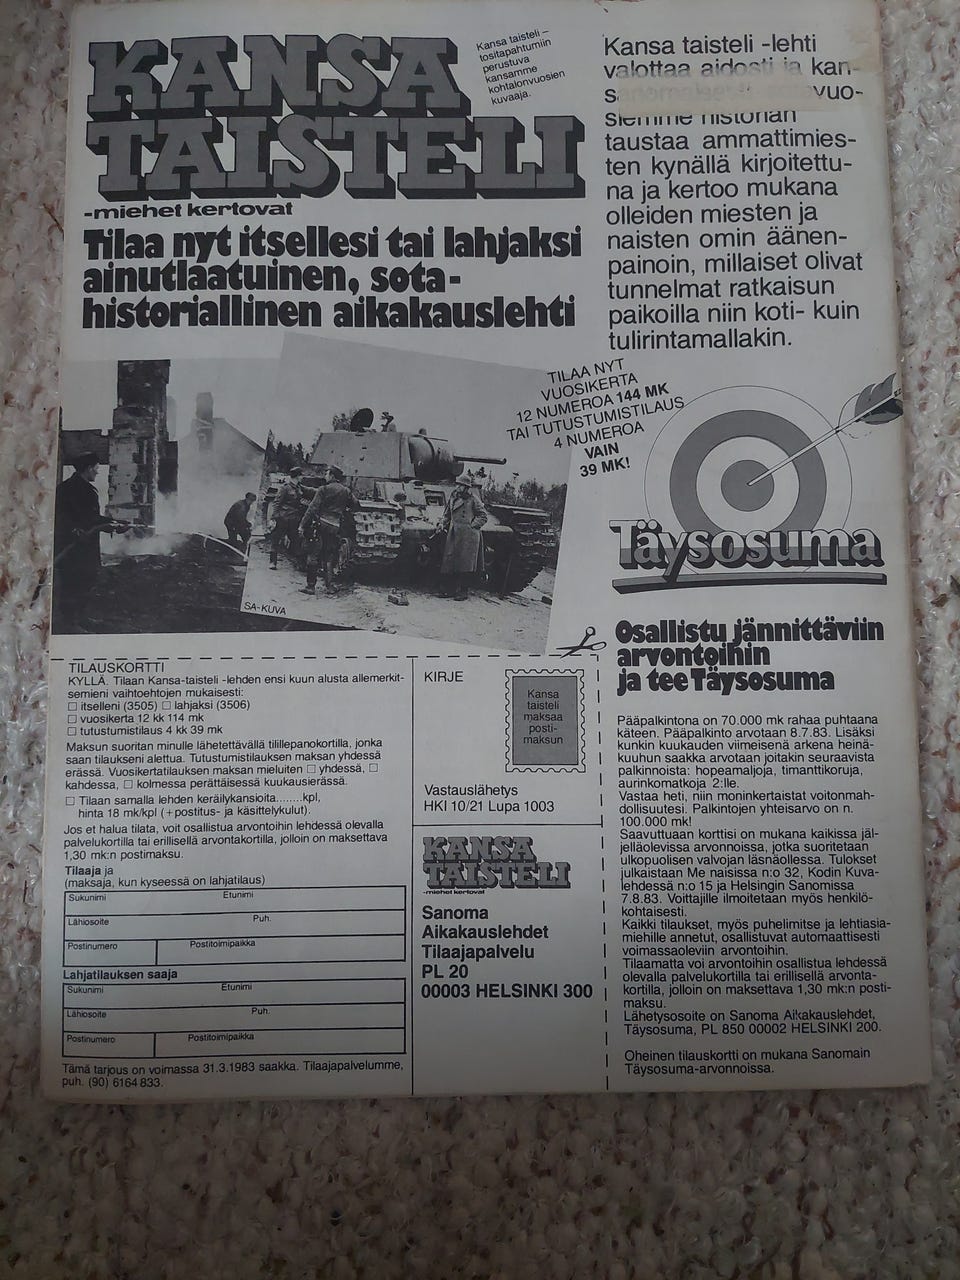 KANSA
TAISTELI
-miehet kertovat
Kansa taisteli –
tositapahtumiin
perustuva
kansamme
kohtalonvuosien
kuvaaja.
Tilaa nyt itsellesi tai lahjaksi
ainutlaatuinen, sota-
historiallinen aikakauslehti
Kansa taisteli -lehti
valottaa aidosti ja kan-
vuo-
siemme historian
taustaa ammattimies-
ten kynällä kirjoitettu-
na ja kertoo mukana
olleiden miesten ja
naisten omin äänen-
painoin, millaiset olivat
tunnelmat ratkaisun
paikoilla niin koti- kuin
tulirintamallakin.
TILAA NYT
VUOSIKERTA
12 NUMEROA 144 MK
TAI TUTUSTUMISTILAUS
4 NUMEROA
VAIN
39 MK!
SA-KUVA
Täysosuma
Osallistu jännittäviin
arvontoihin
ja tee Täysosuma
Pääpalkintona on 70.000 mk rahaa puhtaana
käteen. Pääpalkinto arvotaan 8.7.83. Lisäksi
kunkin kuukauden viimeisenä arkena heinä-
kuuhun saakka arvotaan joitakin seuraavista
palkinnoista: hopeamaljoja, timanttikoruja,
aurinkomatkoja 2:lle.
Vastaa heti, niin moninkertaistat voitonmah-
dollisuutesi. Palkintojen yhteisarvo on n.
100.000 mk!
Saavuttuaan korttisi on mukana kaikissa jäl-
jelläolevissa arvonnoissa, jotka suoritetaan
ulkopuolisen valvojan läsnäollessa. Tulokset
julkaistaan Me naisissa n:o 32, Kodin Kuva-
lehdessä n:o 15 ja Helsingin Sanomissa
7.8.83. Voittajille ilmoitetaan myös henkilö-
kohtaisesti.
Kaikki tilaukset, myös puhelimitse ja lehtiasia-
miehille annetut, osallistuvat automaattisesti
voimassaoleviin arvontoihin.
Tilaamatta voi arvontoihin osallistua lehdessä
olevalla palvelukortilla tai erillisellä arvonta-
kortilla, jolloin on maksettava 1,30 mk:n posti-
maksu.
Lähetysosoite on Sanoma Aikakauslehdet,
Täysosuma, PL 850 00002 HELSINKI 200.
Oheinen tilauskortti on mukana Sanomain
Täysosuma-arvonnoissa.
TILAUSKORTTI
KYLLÄ. Tilaan Kansa-taisteli -lehden ensi kuun alusta allemerkit-
semieni vaihtoehtojen mukaisesti:
☐ itselleni (3505) ☐ lahjaksi (3506)
☐ vuosikerta 12 kk 114 mk
☐ tutustumistilaus 4 kk 39 mk
Maksun suoritan minulle lähetettävällä tilillepanokortilla, jonka
saan tilaukseni alettua. Tutustumistilauksen maksan yhdessä
erässä. Vuosikertatilauksen maksan mieluiten ☐ yhdessä, ☐
kahdessa, ☐ kolmessa perättäisessä kuukausierässä.
☐ Tilaan samalla lehden keräilykansioita........kpl,
hinta 18 mk/kpl (+postitus- ja käsittelykulut).
Jos et halua tilata, voit osallistua arvontoihin lehdessä olevalla
palvelukortilla tai erillisellä arvontakortilla, jolloin on maksettava
1,30 mk:n postimaksu.
Tilaaja ja
(maksaja, kun kyseessä on lahjatilaus)
Sukunimi Etunimi
Lähiosoite Puh.
Postinumero Postitoimipaikka
Lahjatilauksen saaja
Sukunimi Etunimi
Lähiosoite Puh.
Postinumero Postitoimipaikka
Tämä tarjous on voimassa 31.3.1983 saakka. Tilaajapalvelumme,
puh. (90) 6164 833.
KIRJE
Kansa
taisteli
maksaa
posti-
maksun
Vastauslähetys
HKI 10/21 Lupa 1003
KANSA
TAISTELI
-miehet kertovat
Sanoma
Aikakauslehdet
Tilaajapalvelu
PL 20
00003 HELSINKI 300